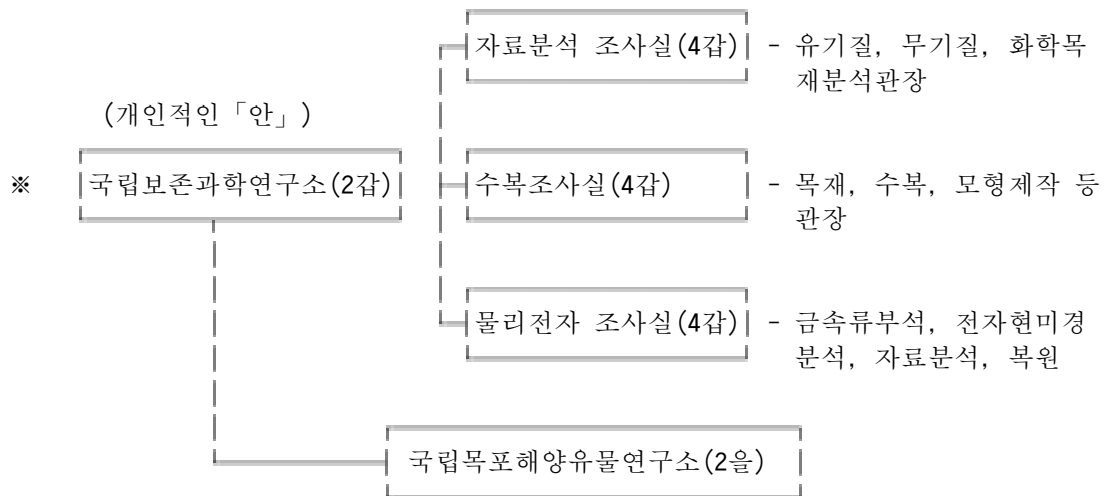 자료분석 조사실(4갑) - 유기질, 무기질, 화학목
재분석관장
(개인적인「안」)
※ 국립보존과학연구소(2갑)
수복조사실(4갑) - 목재, 수복, 모형제작 등
관장
물리전자 조사실(4갑) - 금속류부석, 전자현미경
분석, 자료분석, 복원
국립목포해양유물연구소(2을)